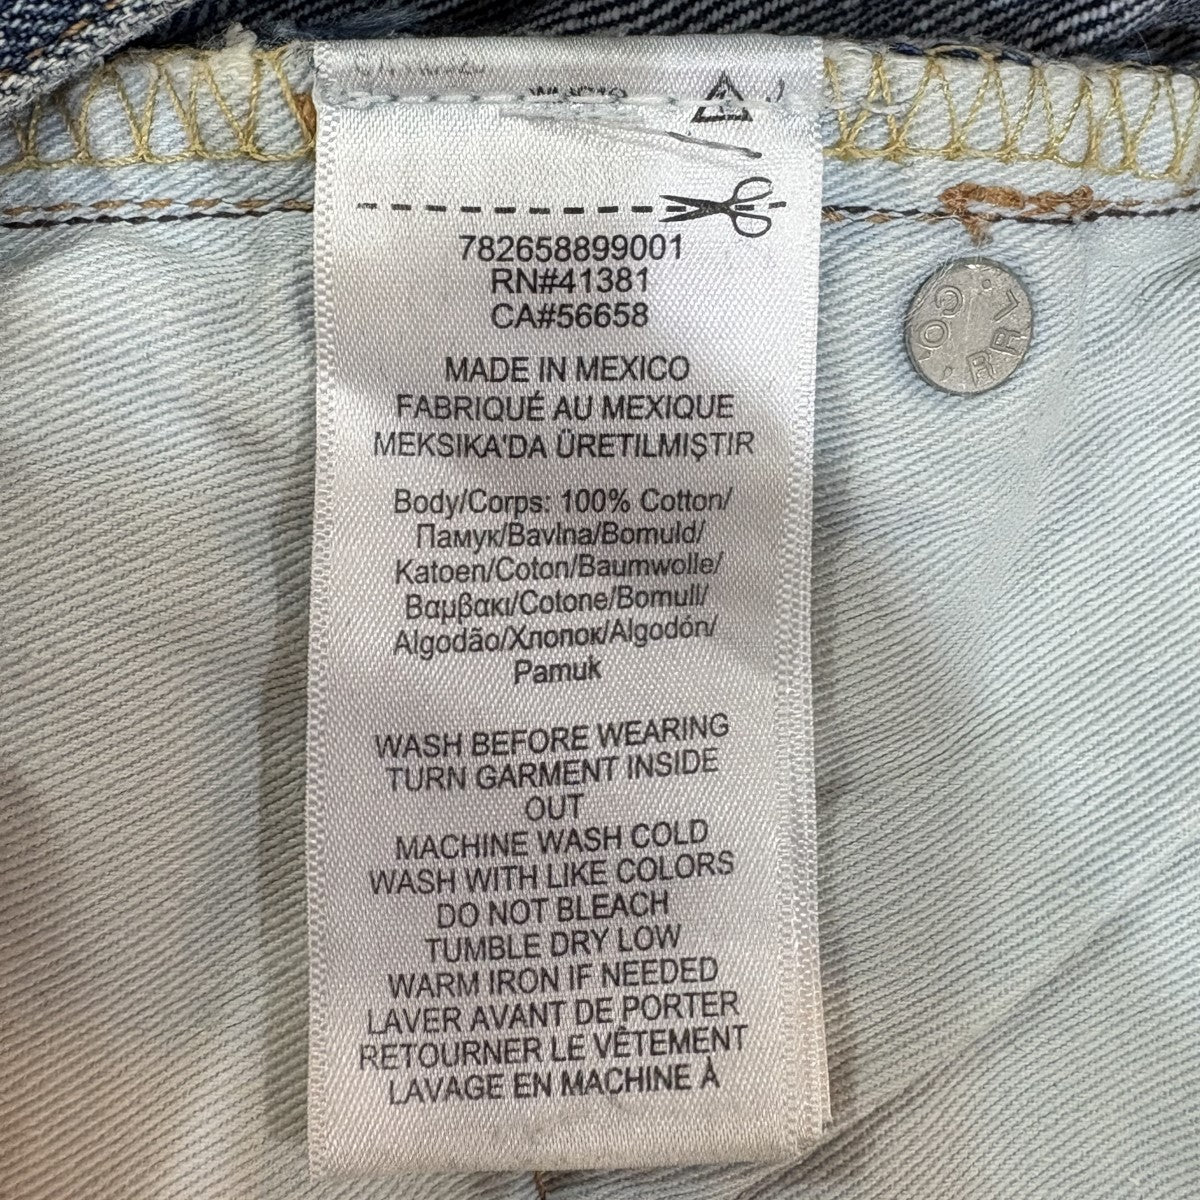 782658899001
RN#41381
CA#56658
MADE IN MEXICO
FABRIQUÉ AU MEXIQUE
MEKSIKA'DA ÜRETILMIŞTIR
Body/Corps: 100% Cotton/
Памук/Bavlna/Bomuld/
Katoen/Coton/Baumwolle/
Βαμβακι/Cotone/Bomull/
Algodão/Хлопок/Algodón/
Pamuk
WASH BEFORE WEARING
TURN GARMENT INSIDE
OUT
MACHINE WASH COLD
WASH WITH LIKE COLORS
DO NOT BLEACH
TUMBLE DRY LOW
WARM IRON IF NEEDED
LAVER AVANT DE PORTER
RETOURNER LE VÊTEMENT
LAVAGE EN MACHINE À